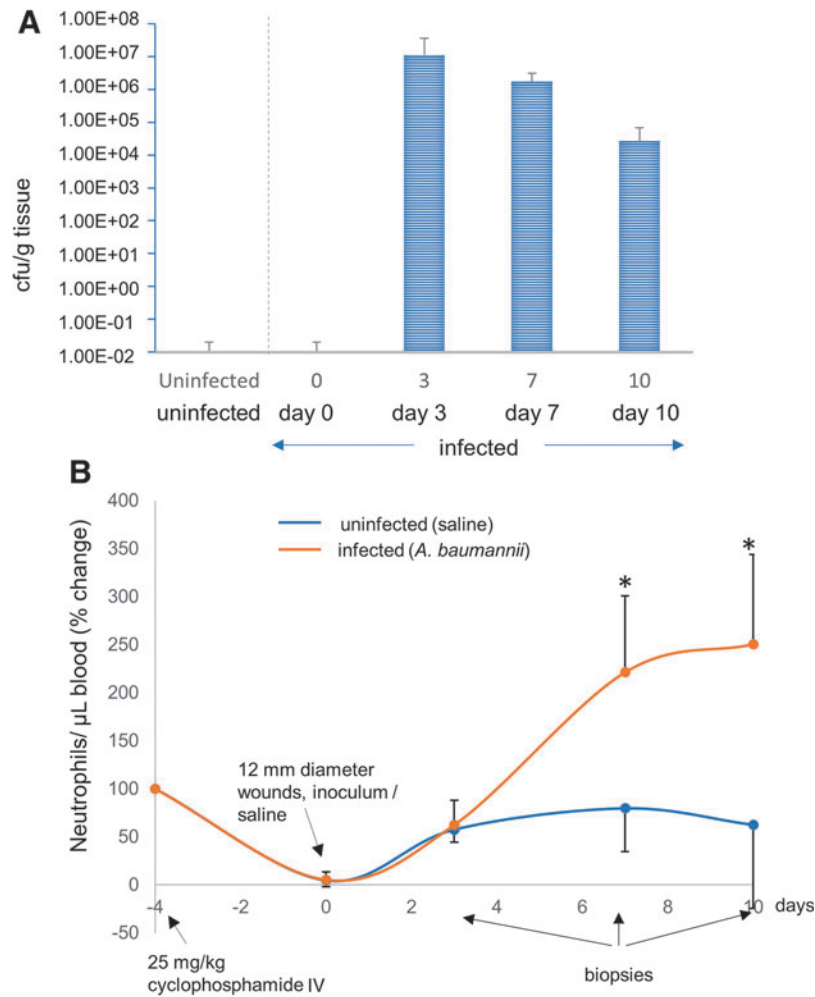 A
cfu/g tissue
1.00E+08
1.00E+07
1.00E+06
1.00E+05
1.00E+04
1.00E+03
1.00E+02
1.00E+01
1.00E+00
1.00E-01
1.00E-02
Uninfected 0 3 7 10
uninfected day 0 day 3 day 7 day 10
infected
B
Neutrophils/ µL blood (% change)
400
350
300
250
200
150
100
50
0
-50
uninfected (saline)
infected (A. baumannii)
*
*
12 mm diameter
wounds, inoculum /
saline
-4 -2 0 2 4 6 8 10 days
25 mg/kg
cyclophosphamide IV
biopsies